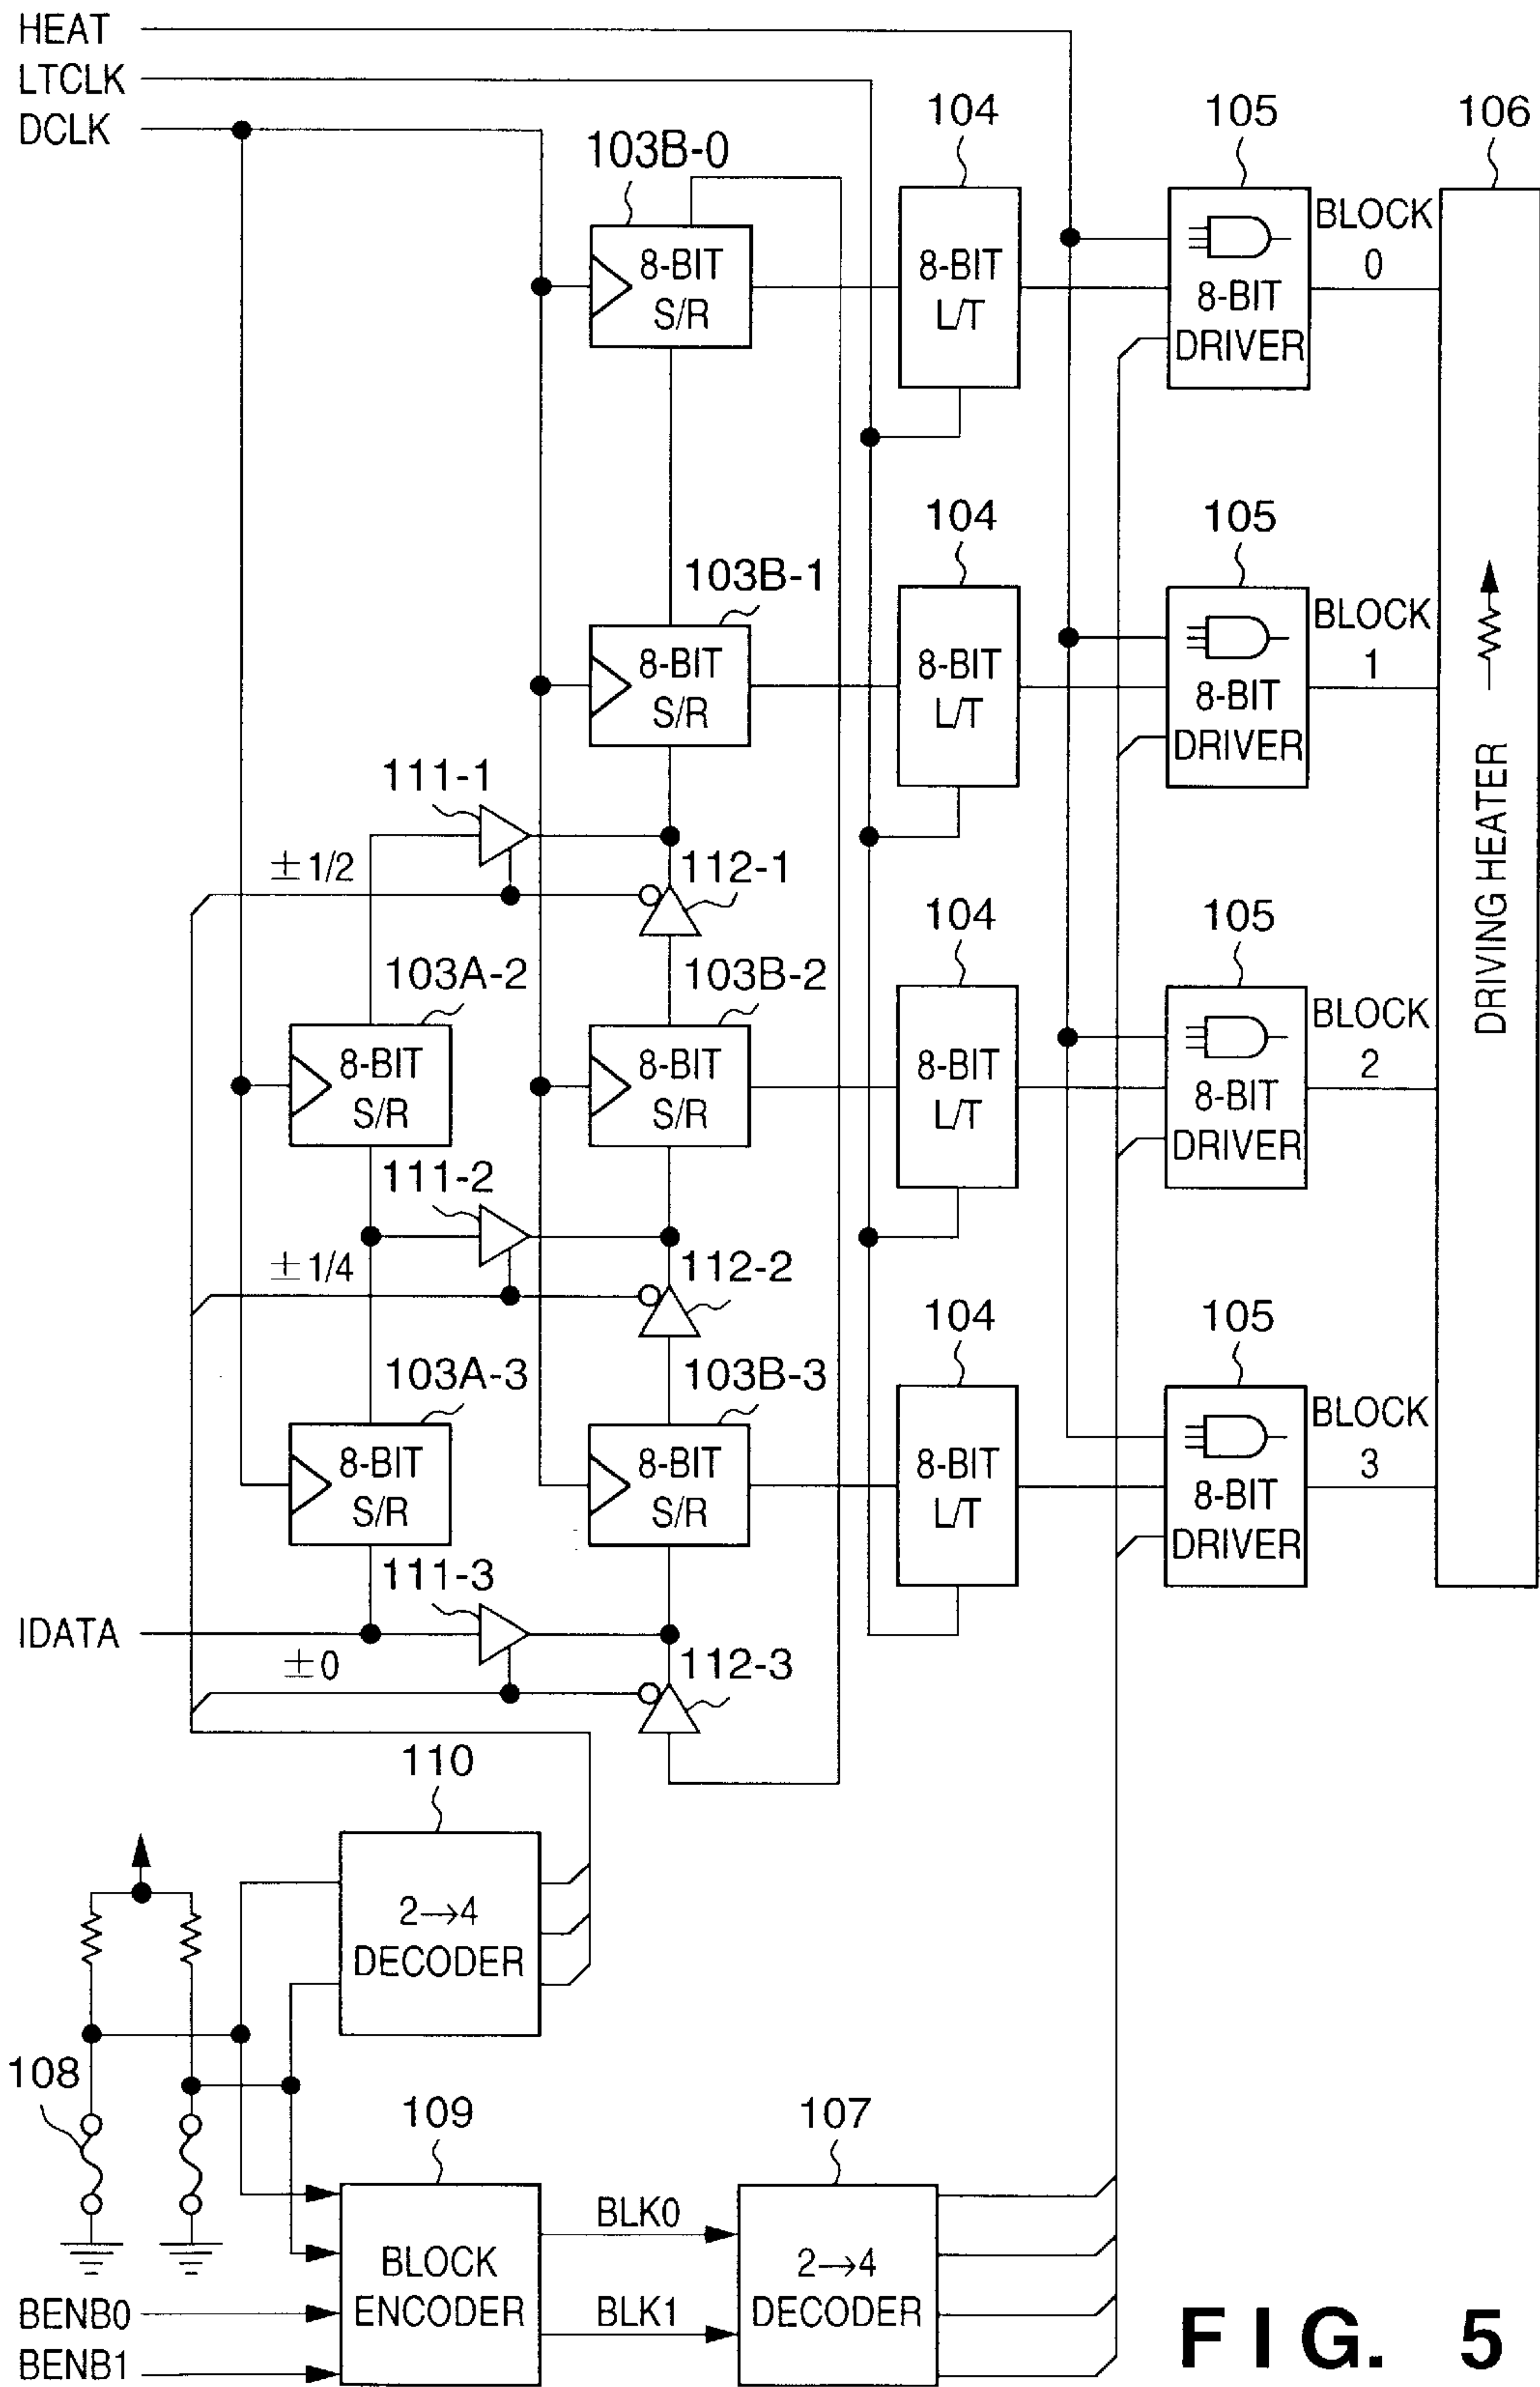 HEAT
LTCLK
DCLK
103B-0
104
105
106
8-BIT
S/R
8-BIT
L/T
8-BIT
DRIVER
BLOCK
0
103B-1
104
105
8-BIT
S/R
8-BIT
L/T
8-BIT
DRIVER
BLOCK
1
DRIVING HEATER
111-1
±1/2
112-1
103A-2
103B-2
104
105
8-BIT
S/R
8-BIT
S/R
8-BIT
L/T
8-BIT
DRIVER
BLOCK
2
111-2
±1/4
112-2
103A-3
103B-3
104
105
8-BIT
S/R
8-BIT
S/R
8-BIT
L/T
8-BIT
DRIVER
BLOCK
3
111-3
IDATA
±0
112-3
110
2→4
DECODER
108
109
107
BLOCK
ENCODER
BLK0
BLK1
2→4
DECODER
BENB0
BENB1
FIG. 5